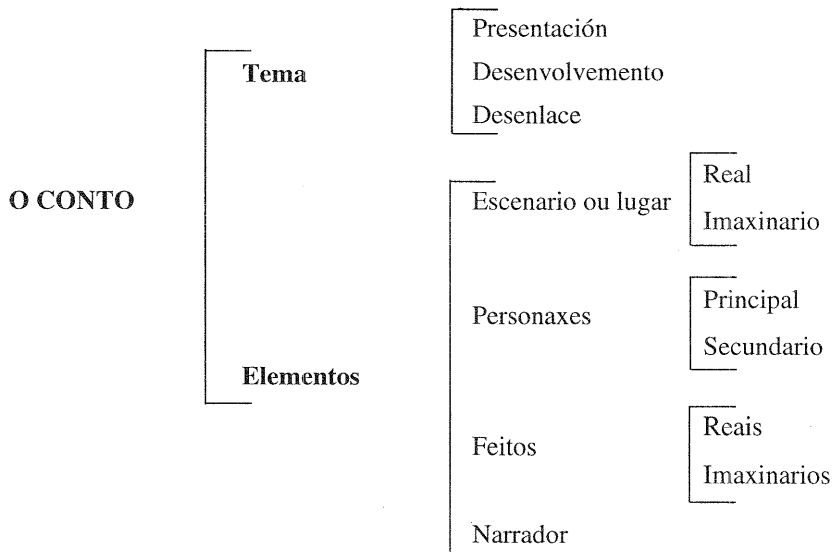 O CONTO
Tema
Presentación
Desenvolvemento
Desenlace
Elementos
Escenario ou lugar
Real
Imaxinario
Personaxes
Principal
Secundario
Feitos
Reais
Imaxinarios
Narrador